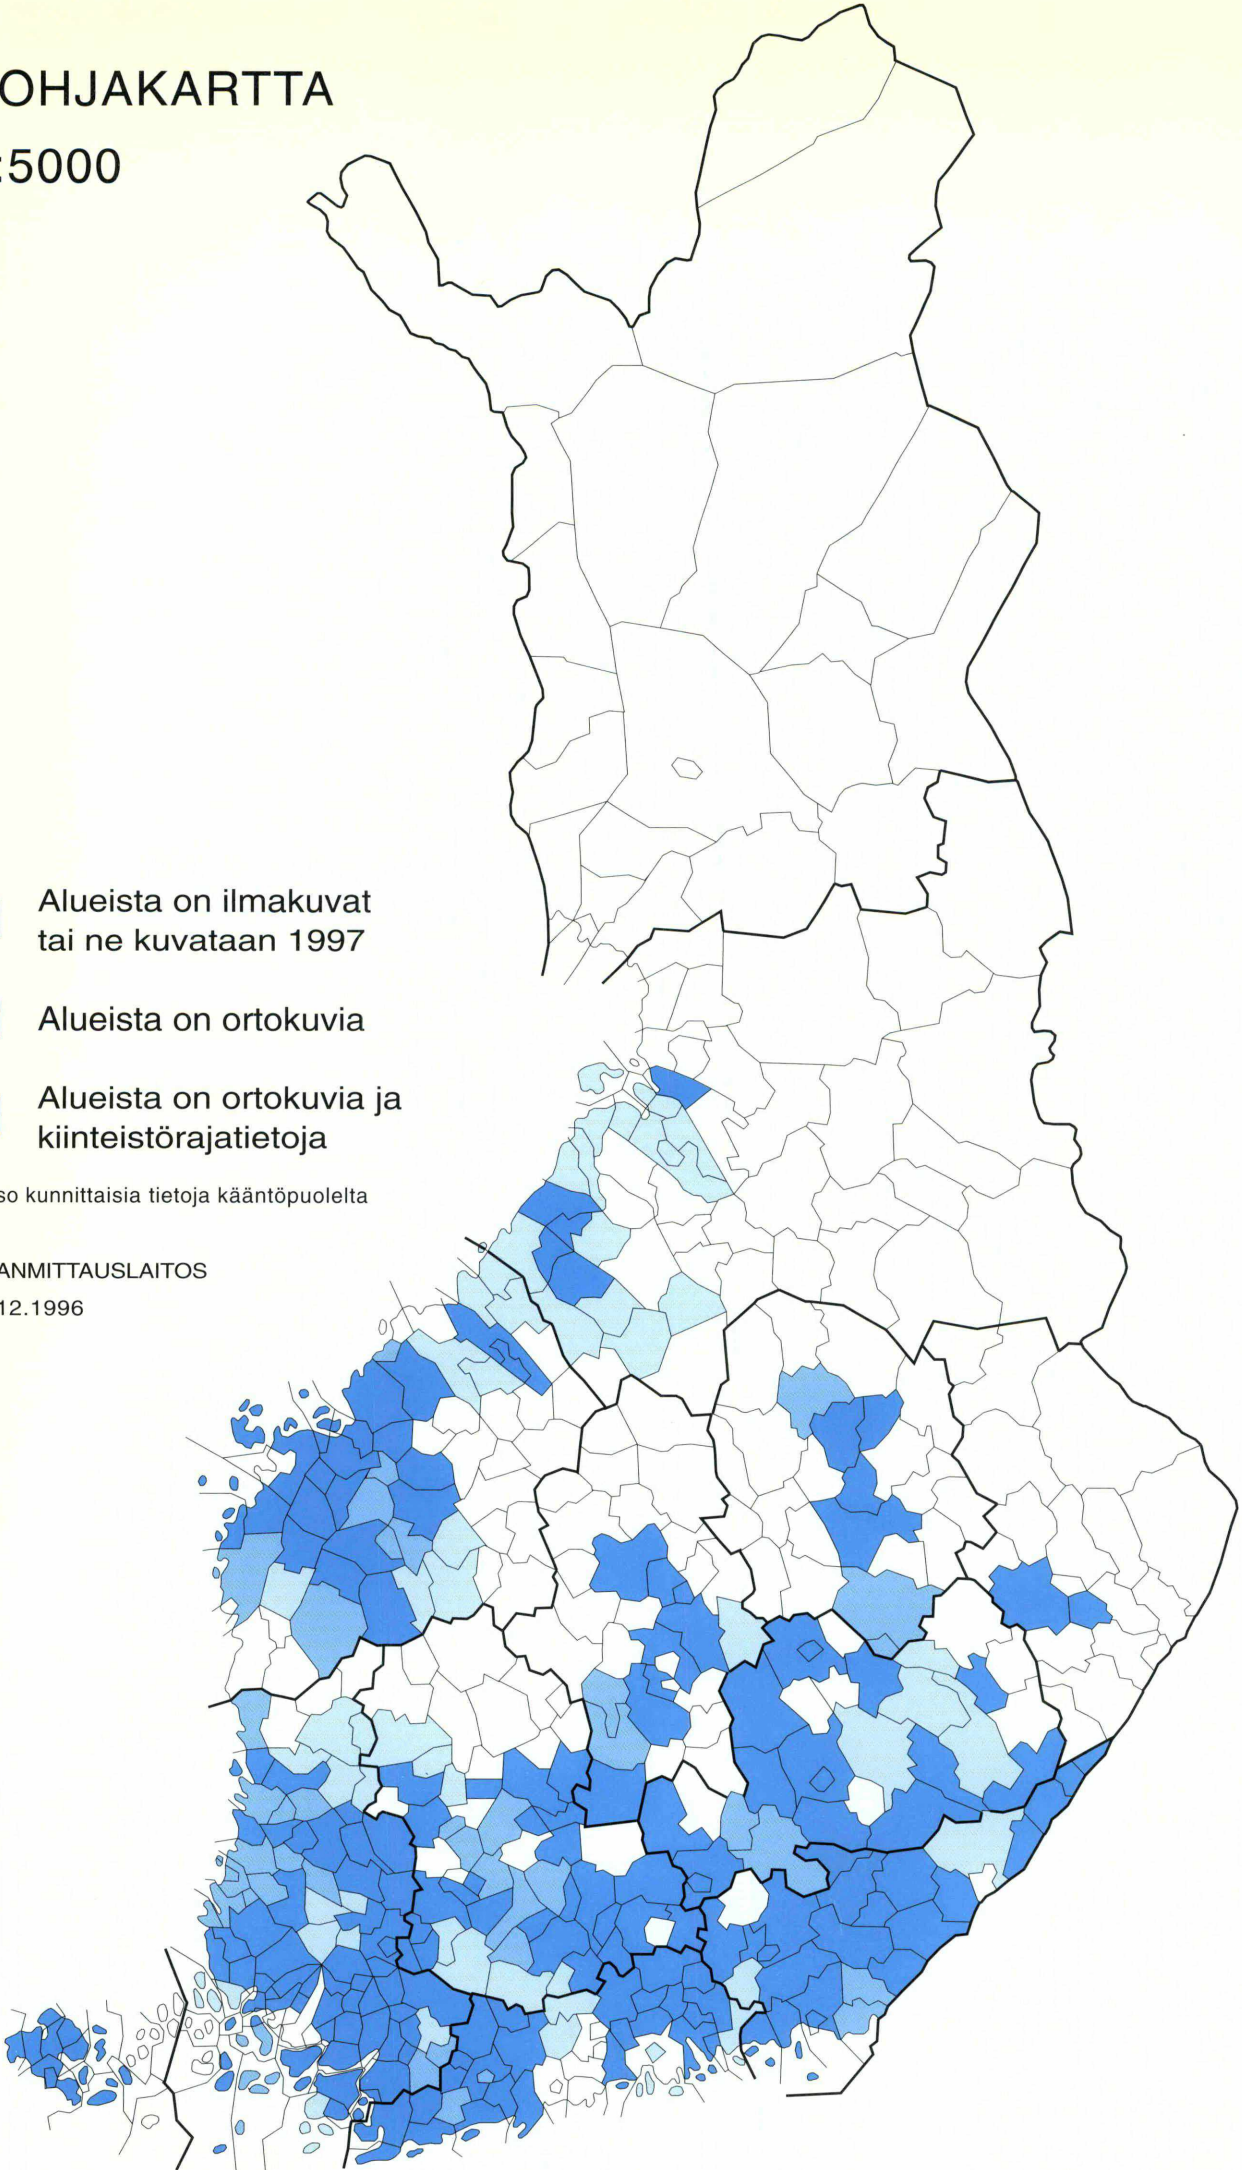 OHJAKARTTA
:5000
Alueista on ilmakuvat
tai ne kuvataan 1997
Alueista on ortokuvia
Alueista on ortokuvia ja
kiinteistörajatietoja
so kunnittaisia tietoja kääntöpuolelta
ANMITTAUSLAITOS
12.1996